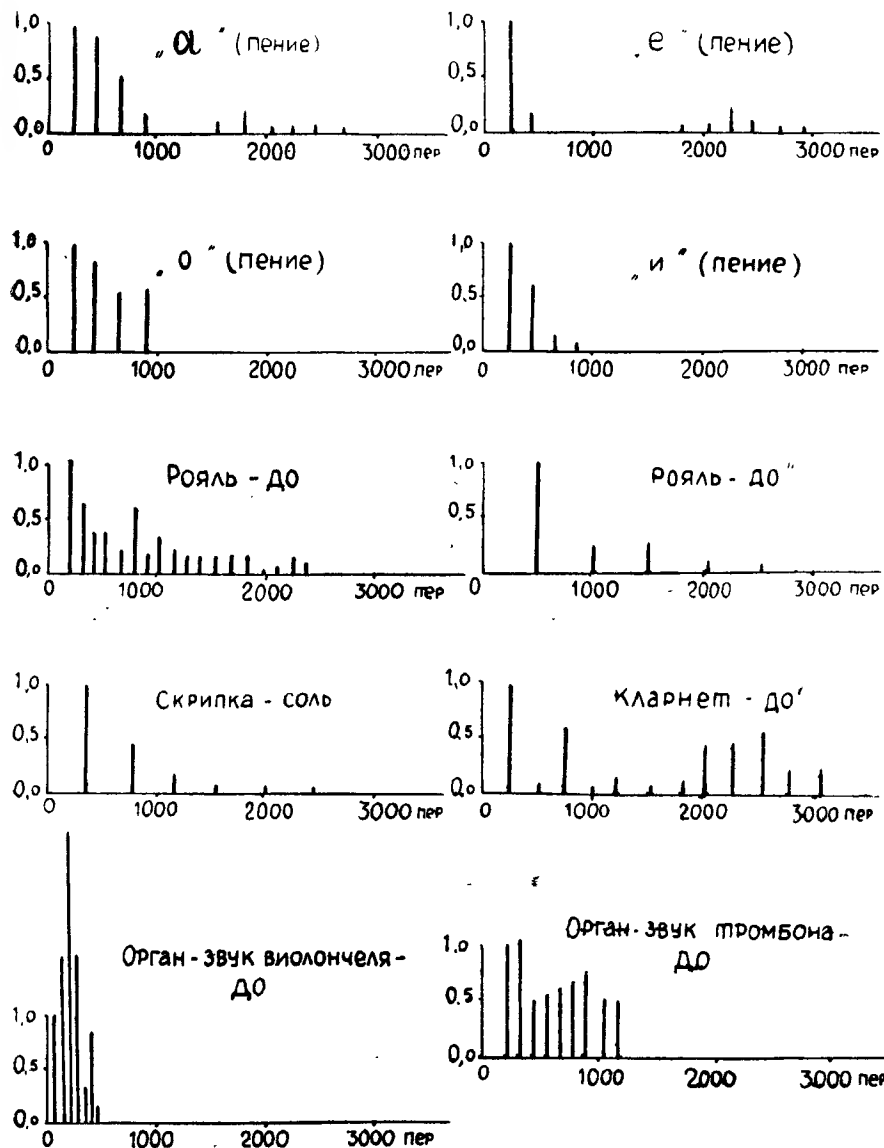 1,0
0,5
0,0
„а“ (пение)
0 1000 2000 3000 пер
1,0
0,5
0,0
е “ (пение)
0 1000 2000 3000 пер
1,0
0,5
0,0
„о“ (пение)
0 1000 2000 3000 пер
1,0
0,5
0,0
„и“ (пение)
0 1000 2000 3000 пер
1,0
0,5
0,0
Рояль - ДО
0 1000 2000 3000 пер
1,0
0,5
0,0
Рояль - ДО"
0 1000 2000 3000 пер
1,0
0,5
0,0
Скрипка - соль
0 1000 2000 3000 пер
1,0
0,5
0,0
Кларнет - до'
0 1000 2000 3000 пер
1,0
0,5
0,0
Орган-звук виолончеля-
ДО
0 1000 2000 3000 пер
1,0
0,5
0,0
Орган-звук тромбона-
ДО
0 1000 2000 3000 пер